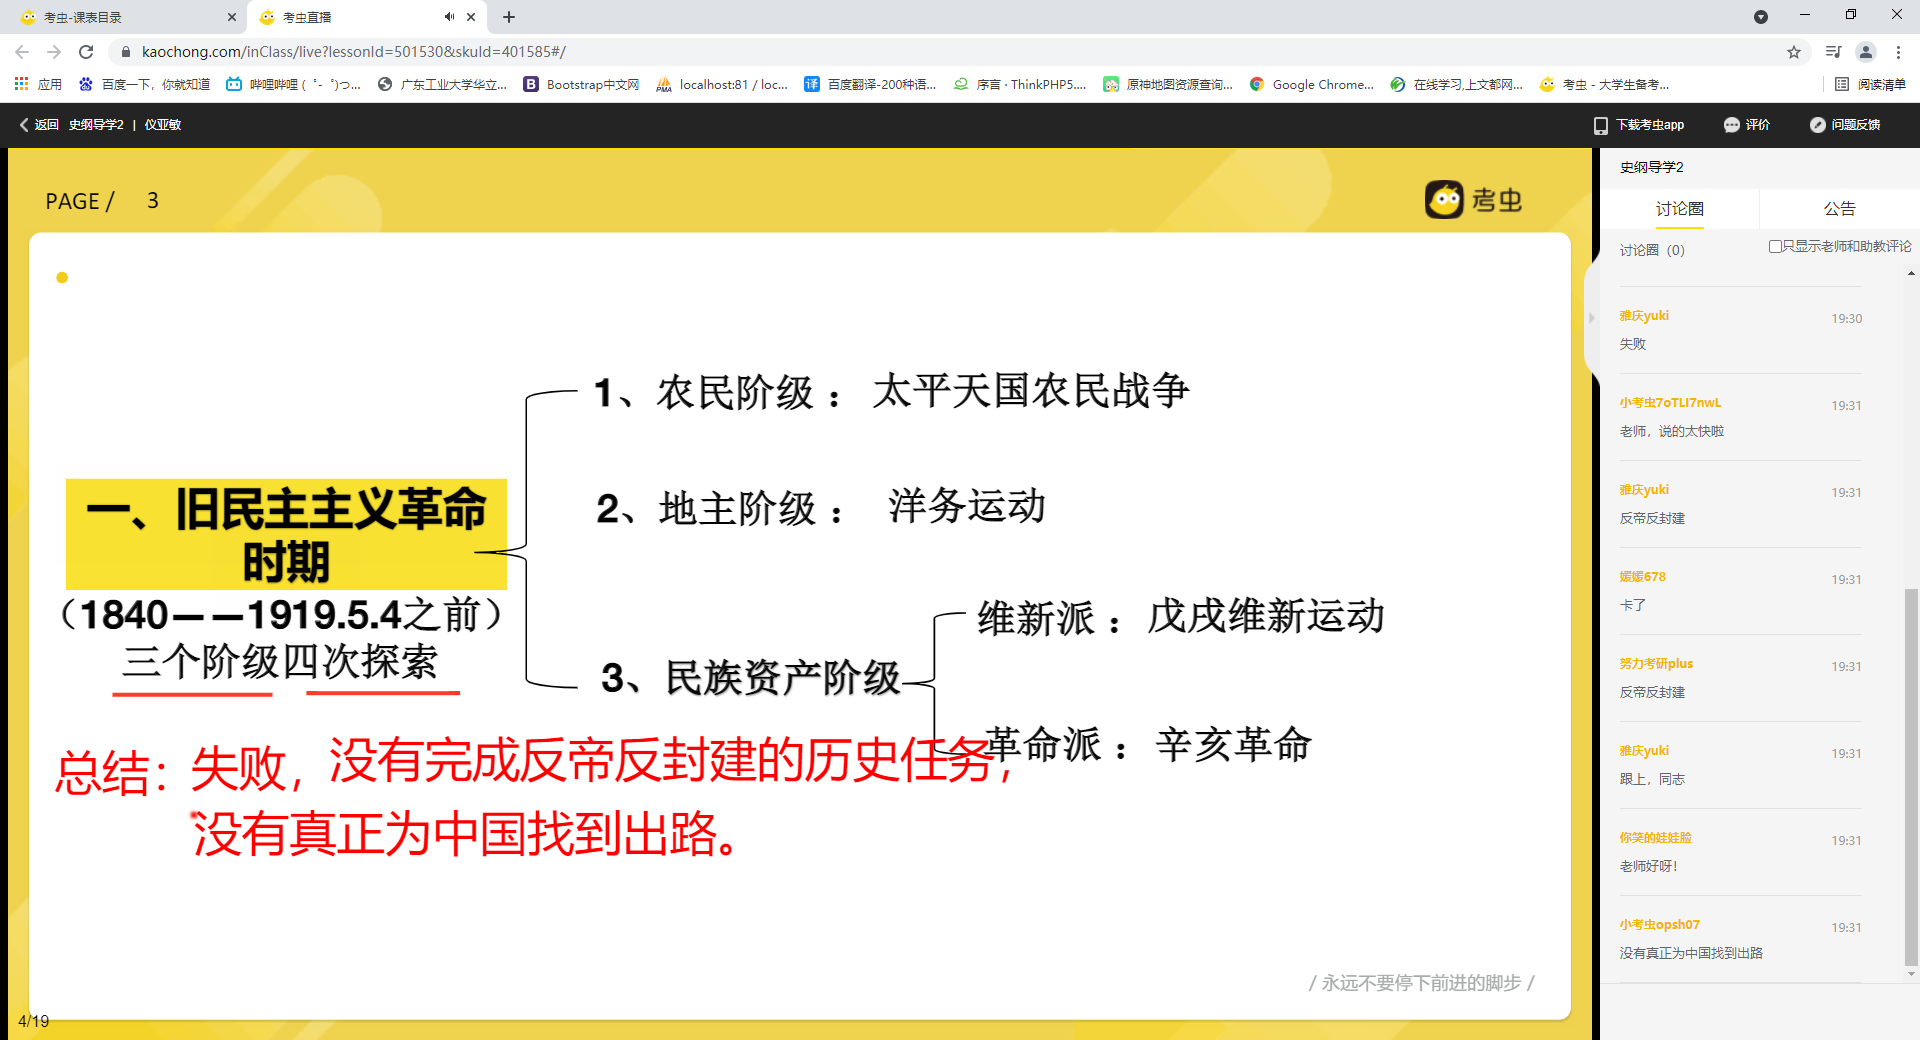 考虫-课表目录
考虫直播
kaochong.com/inClass/live?lessonId=501530&skuId=401585#/
应用
百度一下，你就知道
哔哩哔哩 (゜-゜)つ...
广东工业大学华立...
Bootstrap中文网
localhost:81 / loc...
百度翻译-200种语...
序言 · ThinkPHP5....
原神地图资源查询...
Google Chrome...
在线学习,上文都网...
考虫 - 大学生备考...
阅读清单
返回 史纲导学2 | 仪亚敏
下载考虫app
评价
问题反馈
PAGE / 3
考虫
1、农民阶级： 太平天国农民战争
2、地主阶级： 洋务运动
一、旧民主主义革命
时期
（1840——1919.5.4之前）
三个阶级四次探索
3、民族资产阶级
维新派：戊戌维新运动
革命派：辛亥革命
总结：失败，没有完成反帝反封建的历史任务，
没有真正为中国找到出路。
/ 永远不要停下前进的脚步 /
4/19
史纲导学2
讨论圈
公告
讨论圈（0）
只显示老师和助教评论
雅庆yuki 19:30
失败
小考虫7oTLI7nwL 19:31
老师，说的太快啦
雅庆yuki 19:31
反帝反封建
媛媛678 19:31
卡了
努力考研plus 19:31
反帝反封建
雅庆yuki 19:31
跟上，同志
你笑的娃娃脸 19:31
老师好呀！
小考虫opsh07 19:31
没有真正为中国找到出路